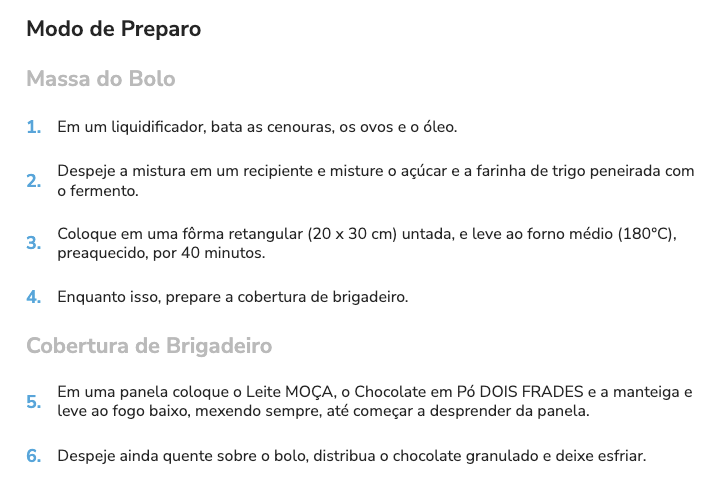 Modo de Preparo
Massa do Bolo
1. Em um liquidificador, bata as cenouras, os ovos e o óleo.
2. Despeje a mistura em um recipiente e misture o açúcar e a farinha de trigo peneirada com
o fermento.
3. Coloque em uma fôrma retangular (20 x 30 cm) untada, e leve ao forno médio (180°C),
preaquecido, por 40 minutos.
4. Enquanto isso, prepare a cobertura de brigadeiro.
Cobertura de Brigadeiro
5. Em uma panela coloque o Leite MOÇA, o Chocolate em Pó DOIS FRADES e a manteiga e
leve ao fogo baixo, mexendo sempre, até começar a desprender da panela.
6. Despeje ainda quente sobre o bolo, distribua o chocolate granulado e deixe esfriar.